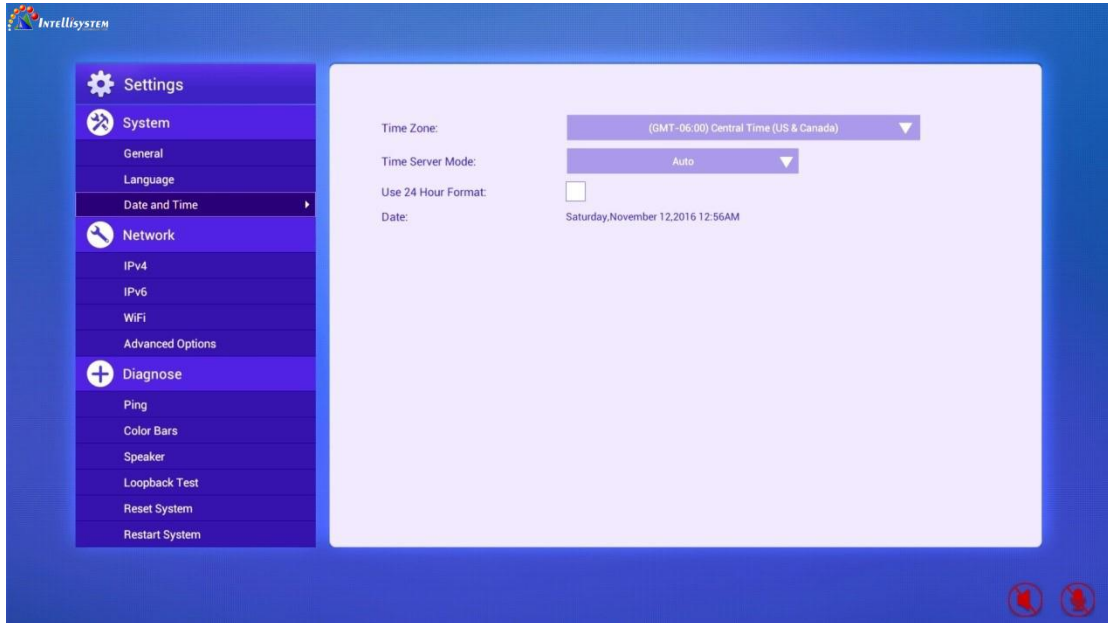 INTELLISYSTEM
Settings
System
General
Language
Date and Time
Network
IPv4
IPv6
WiFi
Advanced Options
Diagnose
Ping
Color Bars
Speaker
Loopback Test
Reset System
Restart System
Time Zone: (GMT-06:00) Central Time (US & Canada)
Time Server Mode: Auto
Use 24 Hour Format:
Date: Saturday,November 12,2016 12:56AM